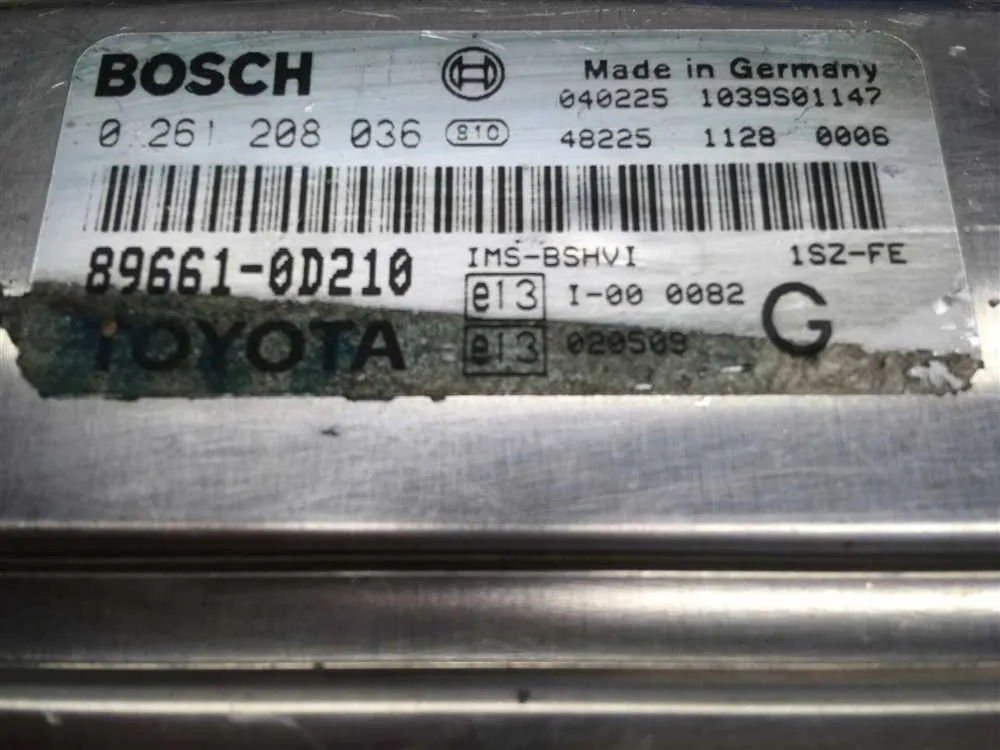 BOSCH
Made in Germany
040225 1039S01147
0 261 208 036 S10
48225 1128 0006
89661-0D210
IMS-BSHVI 1SZ-FE
e13 I-00 0082 G
TOYOTA e13 020509